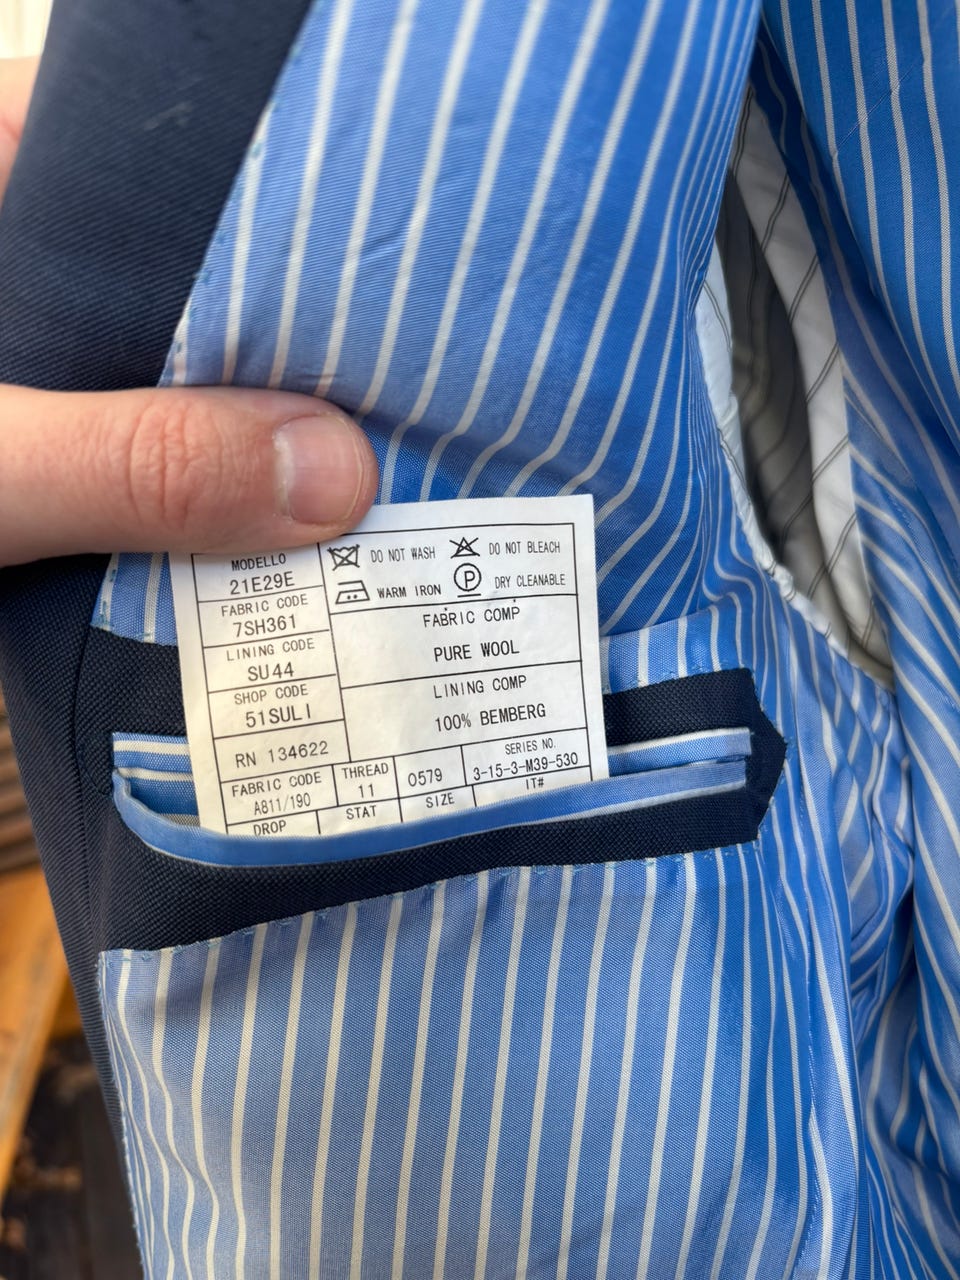 MODELLO
21E29E
FABRIC CODE
7SH361
LINING CODE
SU44
SHOP CODE
51SULI
RN 134622
DO NOT WASH
DO NOT BLEACH
WARM IRON
P
DRY CLEANABLE
FABRIC COMP
PURE WOOL
LINING COMP
100% BEMBERG
FABRIC CODE
A811/190
THREAD
11
0579
SERIES NO.
3-15-3-M39-530
DROP
STAT
SIZE
IT#